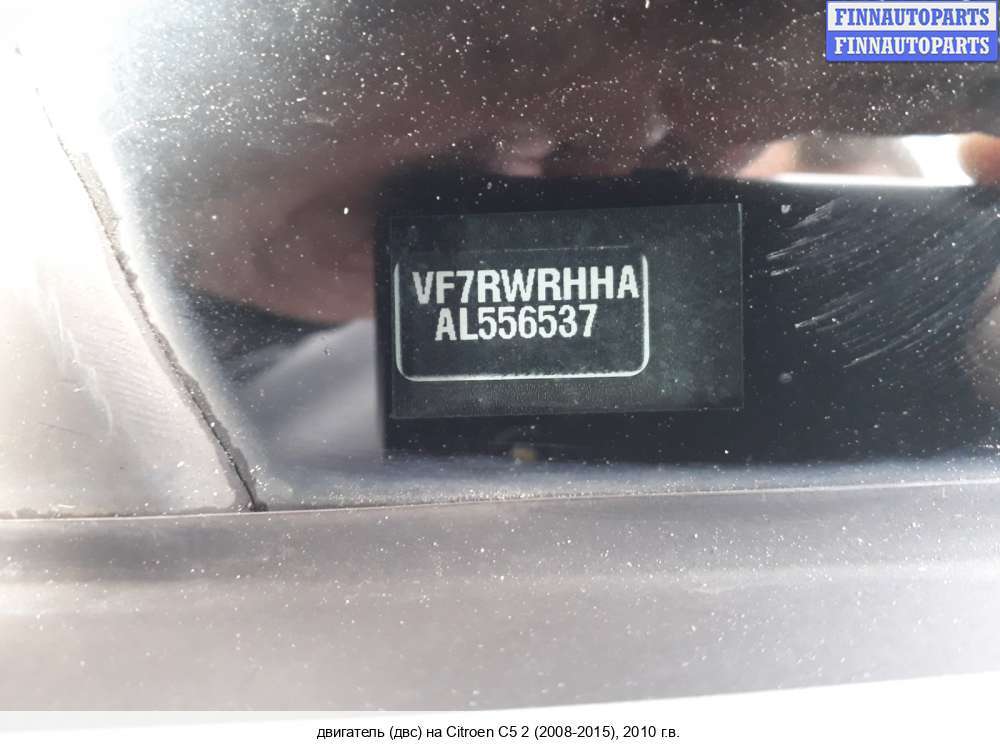 FINNAUTOPARTS
FINNAUTOPARTS
VF7RWRHHA
AL556537
двигатель (двс) на Citroen C5 2 (2008-2015), 2010 г.в.